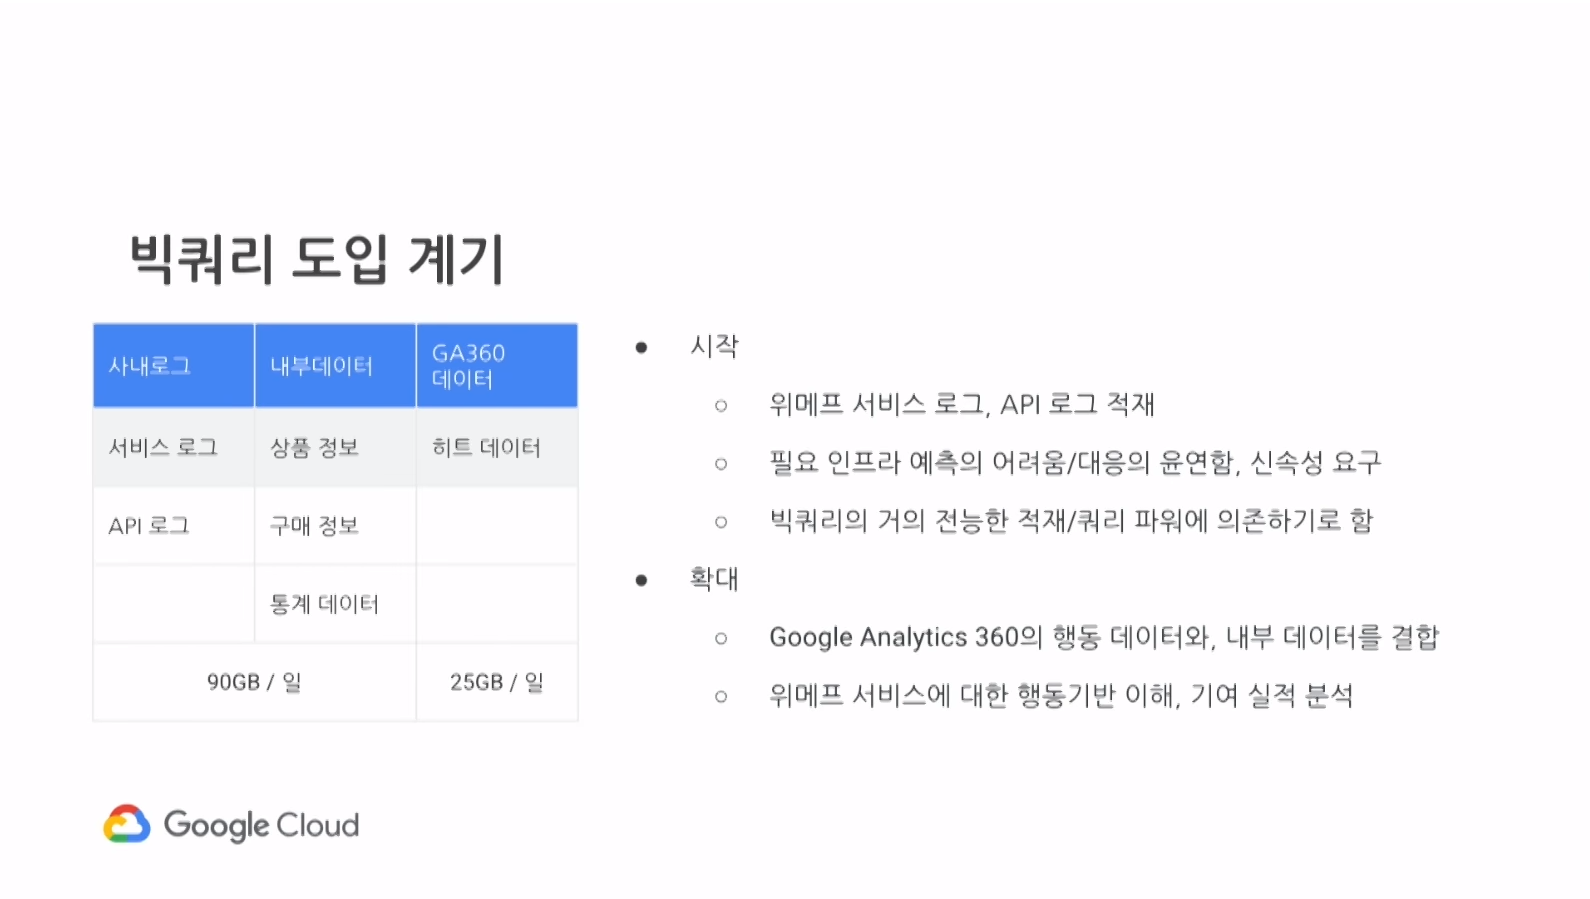 빅쿼리 도입 계기
사내로그 내부데이터 GA360
데이터
서비스 로그 상품 정보 히트 데이터
API 로그 구매 정보
통계 데이터
90GB / 일 25GB / 일
● 시작
○ 위메프 서비스 로그, API 로그 적재
○ 필요 인프라 예측의 어려움/대응의 윤연함, 신속성 요구
○ 빅쿼리의 거의 전능한 적재/쿼리 파워에 의존하기로 함
● 확대
○ Google Analytics 360의 행동 데이터와, 내부 데이터를 결합
○ 위메프 서비스에 대한 행동기반 이해, 기여 실적 분석
Google Cloud